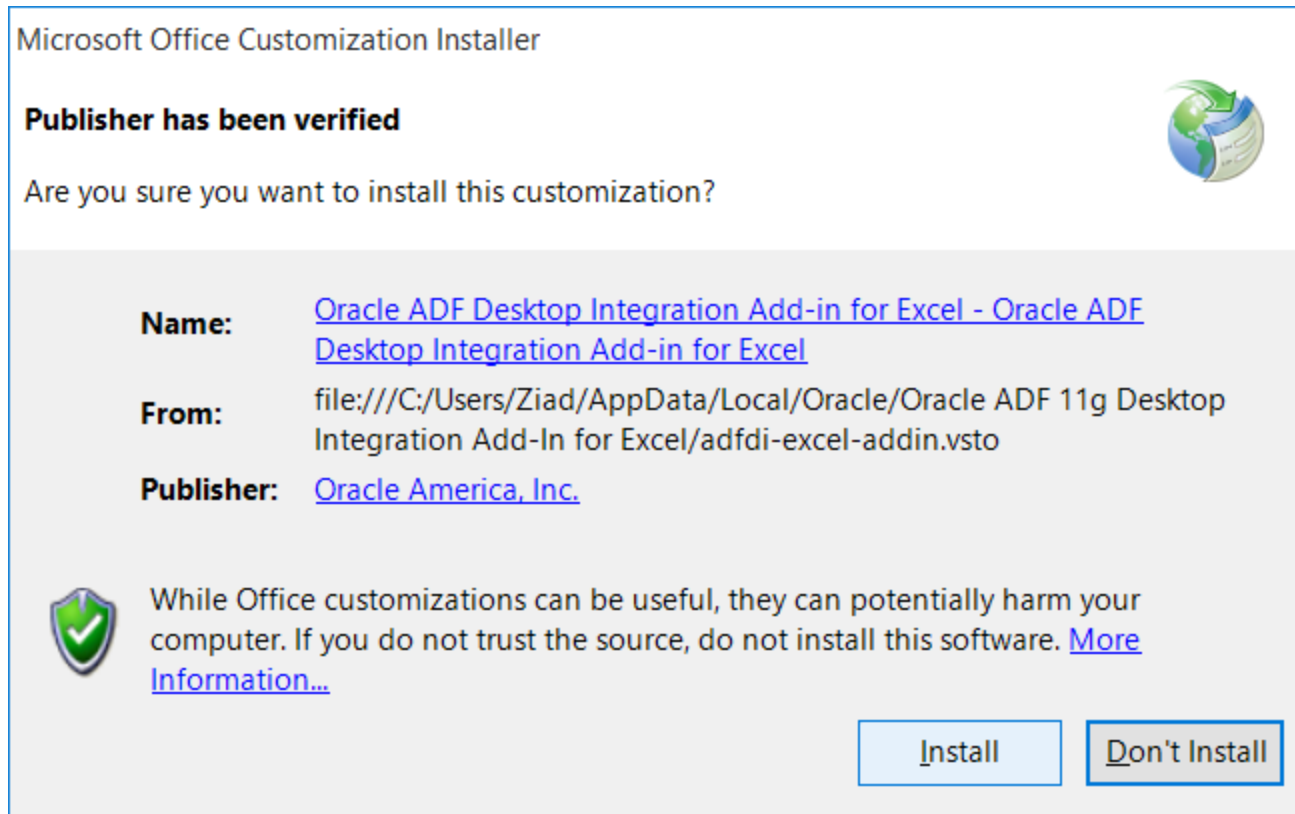 Microsoft Office Customization Installer
Publisher has been verified
Are you sure you want to install this customization?
Name: Oracle ADF Desktop Integration Add-in for Excel - Oracle ADF
Desktop Integration Add-in for Excel
From: file:///C:/Users/Ziad/AppData/Local/Oracle/Oracle ADF 11g Desktop
Integration Add-In for Excel/adfdi-excel-addin.vsto
Publisher: Oracle America, Inc.
While Office customizations can be useful, they can potentially harm your
computer. If you do not trust the source, do not install this software. More
Information...
Install Don't Install